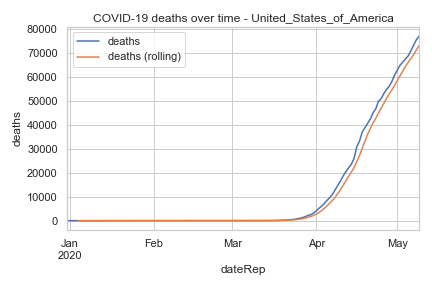 COVID-19 deaths over time - United_States_of_America
deaths
deaths (rolling)
80000
70000
60000
50000
40000
30000
20000
10000
0
deaths
Jan Feb Mar Apr May
2020
dateRep